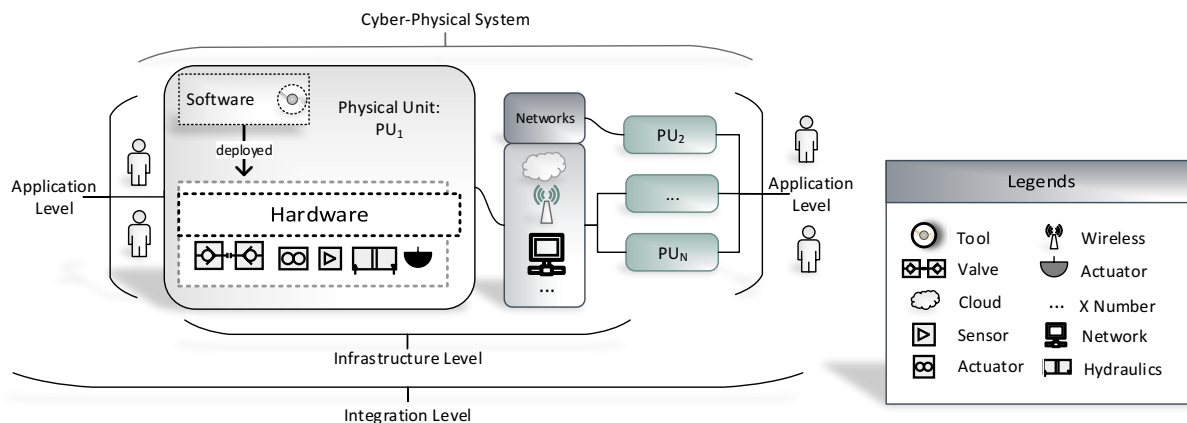 Cyber-Physical System
Software
Physical Unit:
PU₁
deployed
Hardware
Networks
...
PU₂
...
PUₙ
Application
Level
Application
Level
Infrastructure Level
Integration Level
Legends
Tool
Wireless
Valve
Actuator
Cloud
... X Number
Sensor
Network
Actuator
Hydraulics